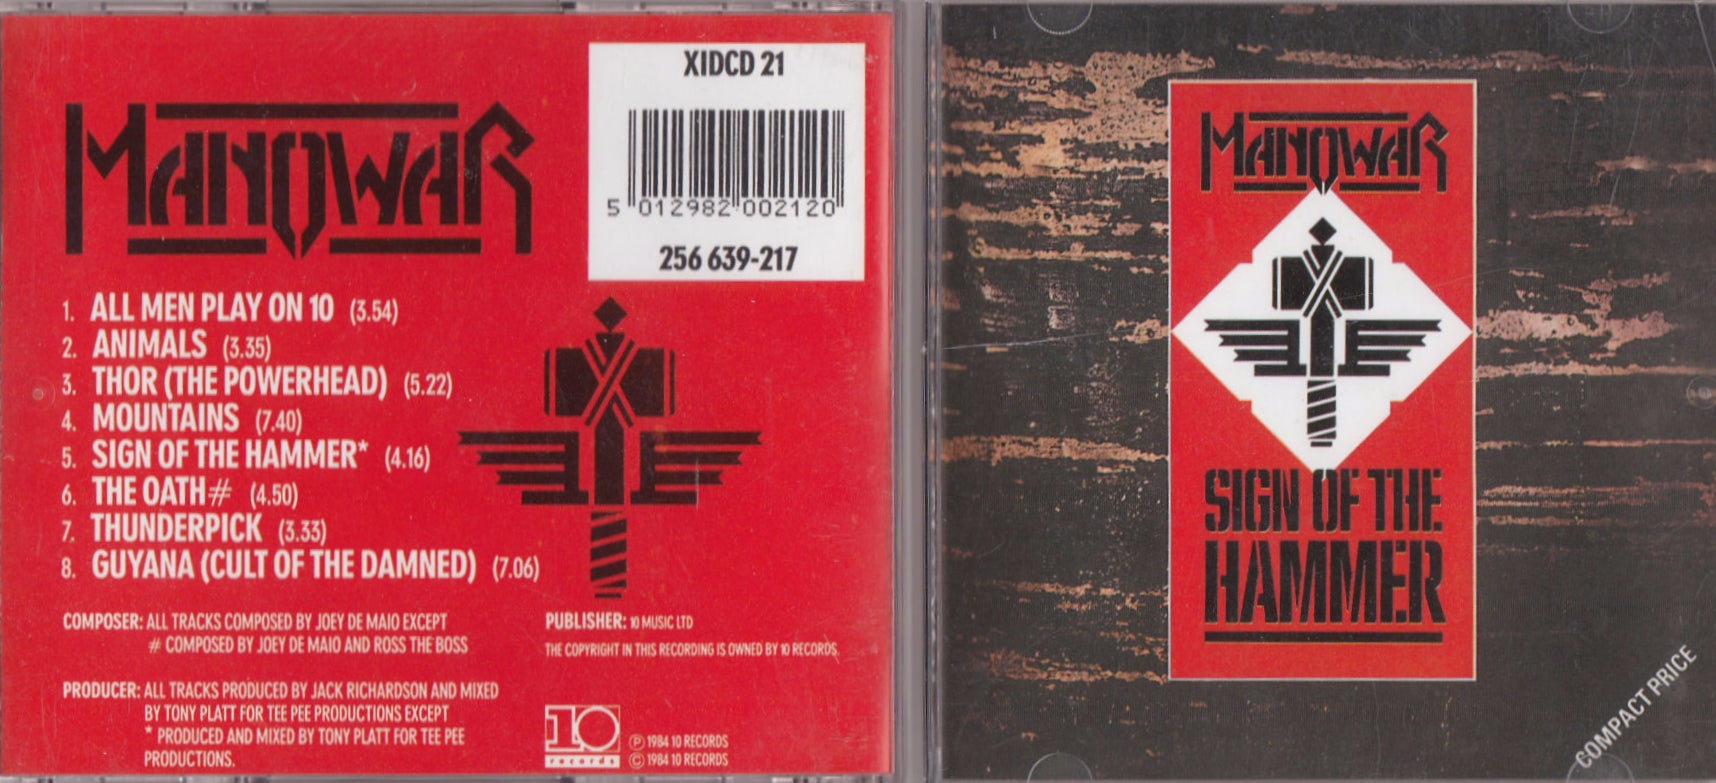 MANOWAR
XIDCD 21
5 012982 002120
256 639-217
1. ALL MEN PLAY ON 10 (3.54)
2. ANIMALS (3.35)
3. THOR (THE POWERHEAD) (5.22)
4. MOUNTAINS (7.40)
5. SIGN OF THE HAMMER* (4.16)
6. THE OATH# (4.50)
7. THUNDERPICK (3.33)
8. GUYANA (CULT OF THE DAMNED) (7.06)
COMPOSER: ALL TRACKS COMPOSED BY JOEY DE MAIO EXCEPT
# COMPOSED BY JOEY DE MAIO AND ROSS THE BOSS
PUBLISHER: 10 MUSIC LTD
THE COPYRIGHT IN THIS RECORDING IS OWNED BY 10 RECORDS.
PRODUCER: ALL TRACKS PRODUCED BY JACK RICHARDSON AND MIXED
BY TONY PLATT FOR TEE PEE PRODUCTIONS EXCEPT
* PRODUCED AND MIXED BY TONY PLATT FOR TEE PEE
PRODUCTIONS.
10
records
℗ 1984 10 RECORDS
© 1984 10 RECORDS
MANOWAR
SIGN OF THE
HAMMER
COMPACT PRICE